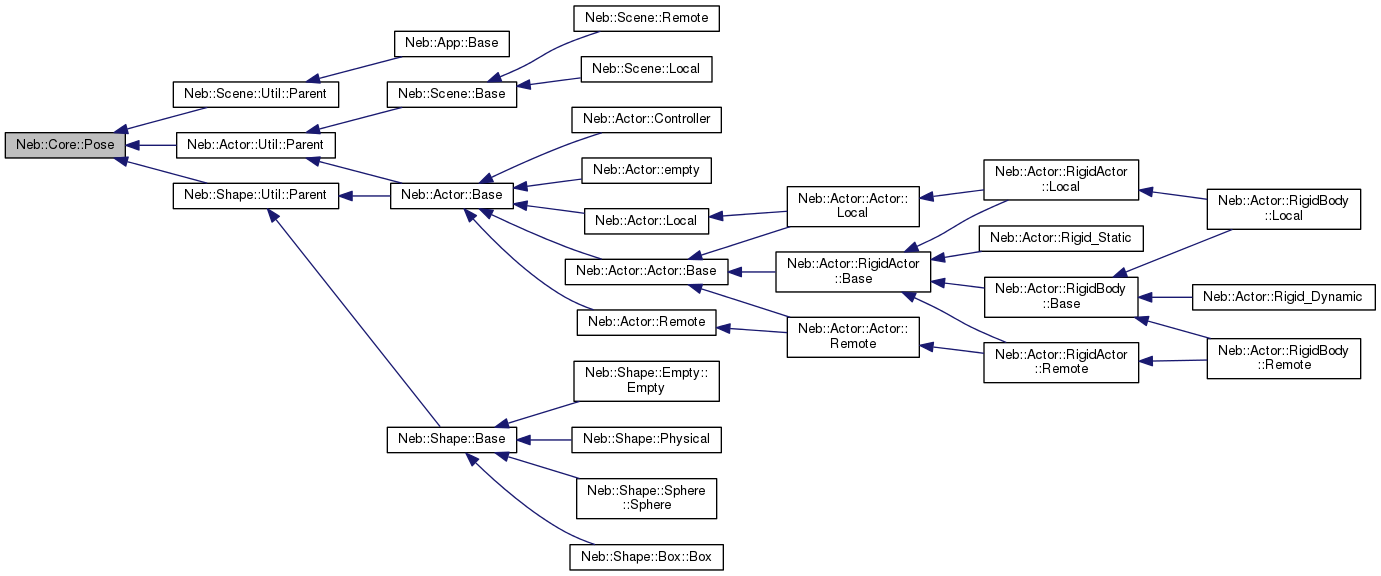 Neb::Core::Pose
Neb::Scene::Util::Parent
Neb::Actor::Util::Parent
Neb::Shape::Util::Parent
Neb::App::Base
Neb::Scene::Base
Neb::Actor::Base
Neb::Shape::Base
Neb::Scene::Remote
Neb::Scene::Local
Neb::Actor::Controller
Neb::Actor::empty
Neb::Actor::Local
Neb::Actor::Actor::Base
Neb::Actor::Remote
Neb::Shape::Empty::
Empty
Neb::Shape::Physical
Neb::Shape::Sphere
::Sphere
Neb::Shape::Box::Box
Neb::Actor::Actor::
Local
Neb::Actor::RigidActor
::Base
Neb::Actor::Actor::
Remote
Neb::Actor::RigidActor
::Local
Neb::Actor::Rigid_Static
Neb::Actor::RigidBody
::Base
Neb::Actor::RigidActor
::Remote
Neb::Actor::RigidBody
::Local
Neb::Actor::Rigid_Dynamic
Neb::Actor::RigidBody
::Remote